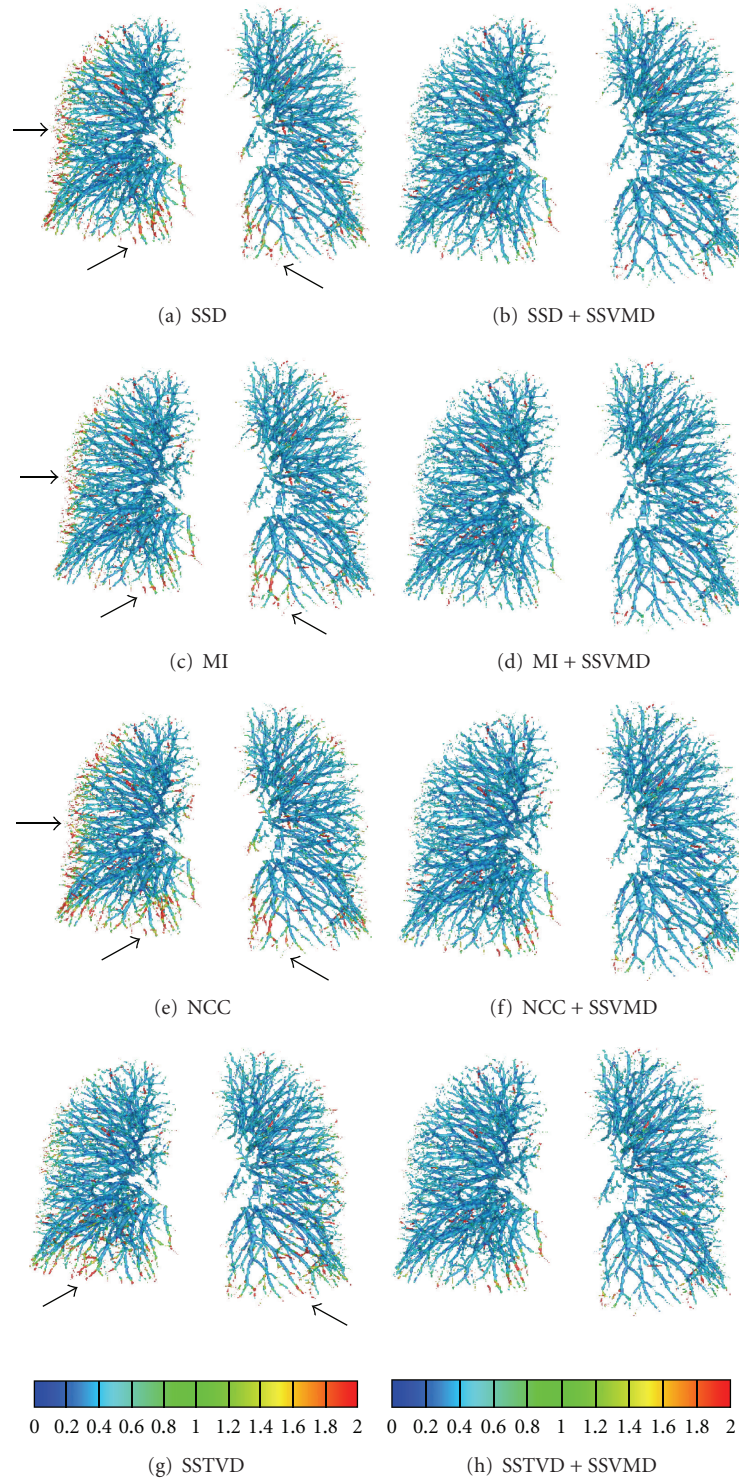 (a) SSD
(b) SSD + SSVMD
(c) MI
(d) MI + SSVMD
(e) NCC
(f) NCC + SSVMD
0 0.2 0.4 0.6 0.8 1 1.2 1.4 1.6 1.8 2
0 0.2 0.4 0.6 0.8 1 1.2 1.4 1.6 1.8 2
(g) SSTVD
(h) SSTVD + SSVMD